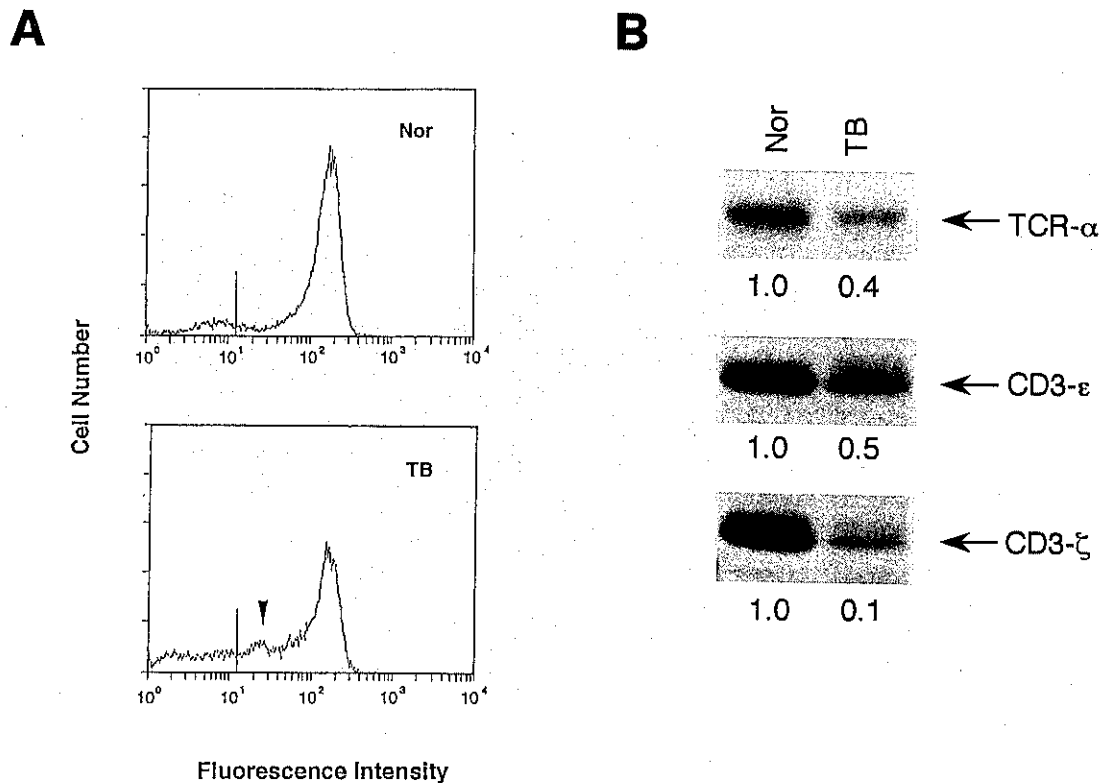 A
Nor
10⁰ 10¹ 10² 10³ 10⁴
Cell Number
TB
10⁰ 10¹ 10² 10³ 10⁴
Fluorescence Intensity
B
Nor TB
TCR-α
1.0 0.4
CD3-ε
1.0 0.5
CD3-ζ
1.0 0.1